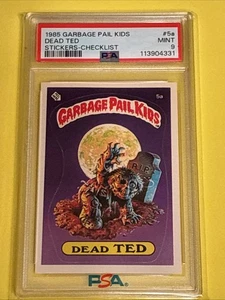 1985 GARBAGE PAIL KIDS #5a
DEAD TED MINT
STICKERS-CHECKLIST 9
PSA 113904331
5a
GARBAGE PAIL KIDS
R.I.P.
DEAD TED
PSA